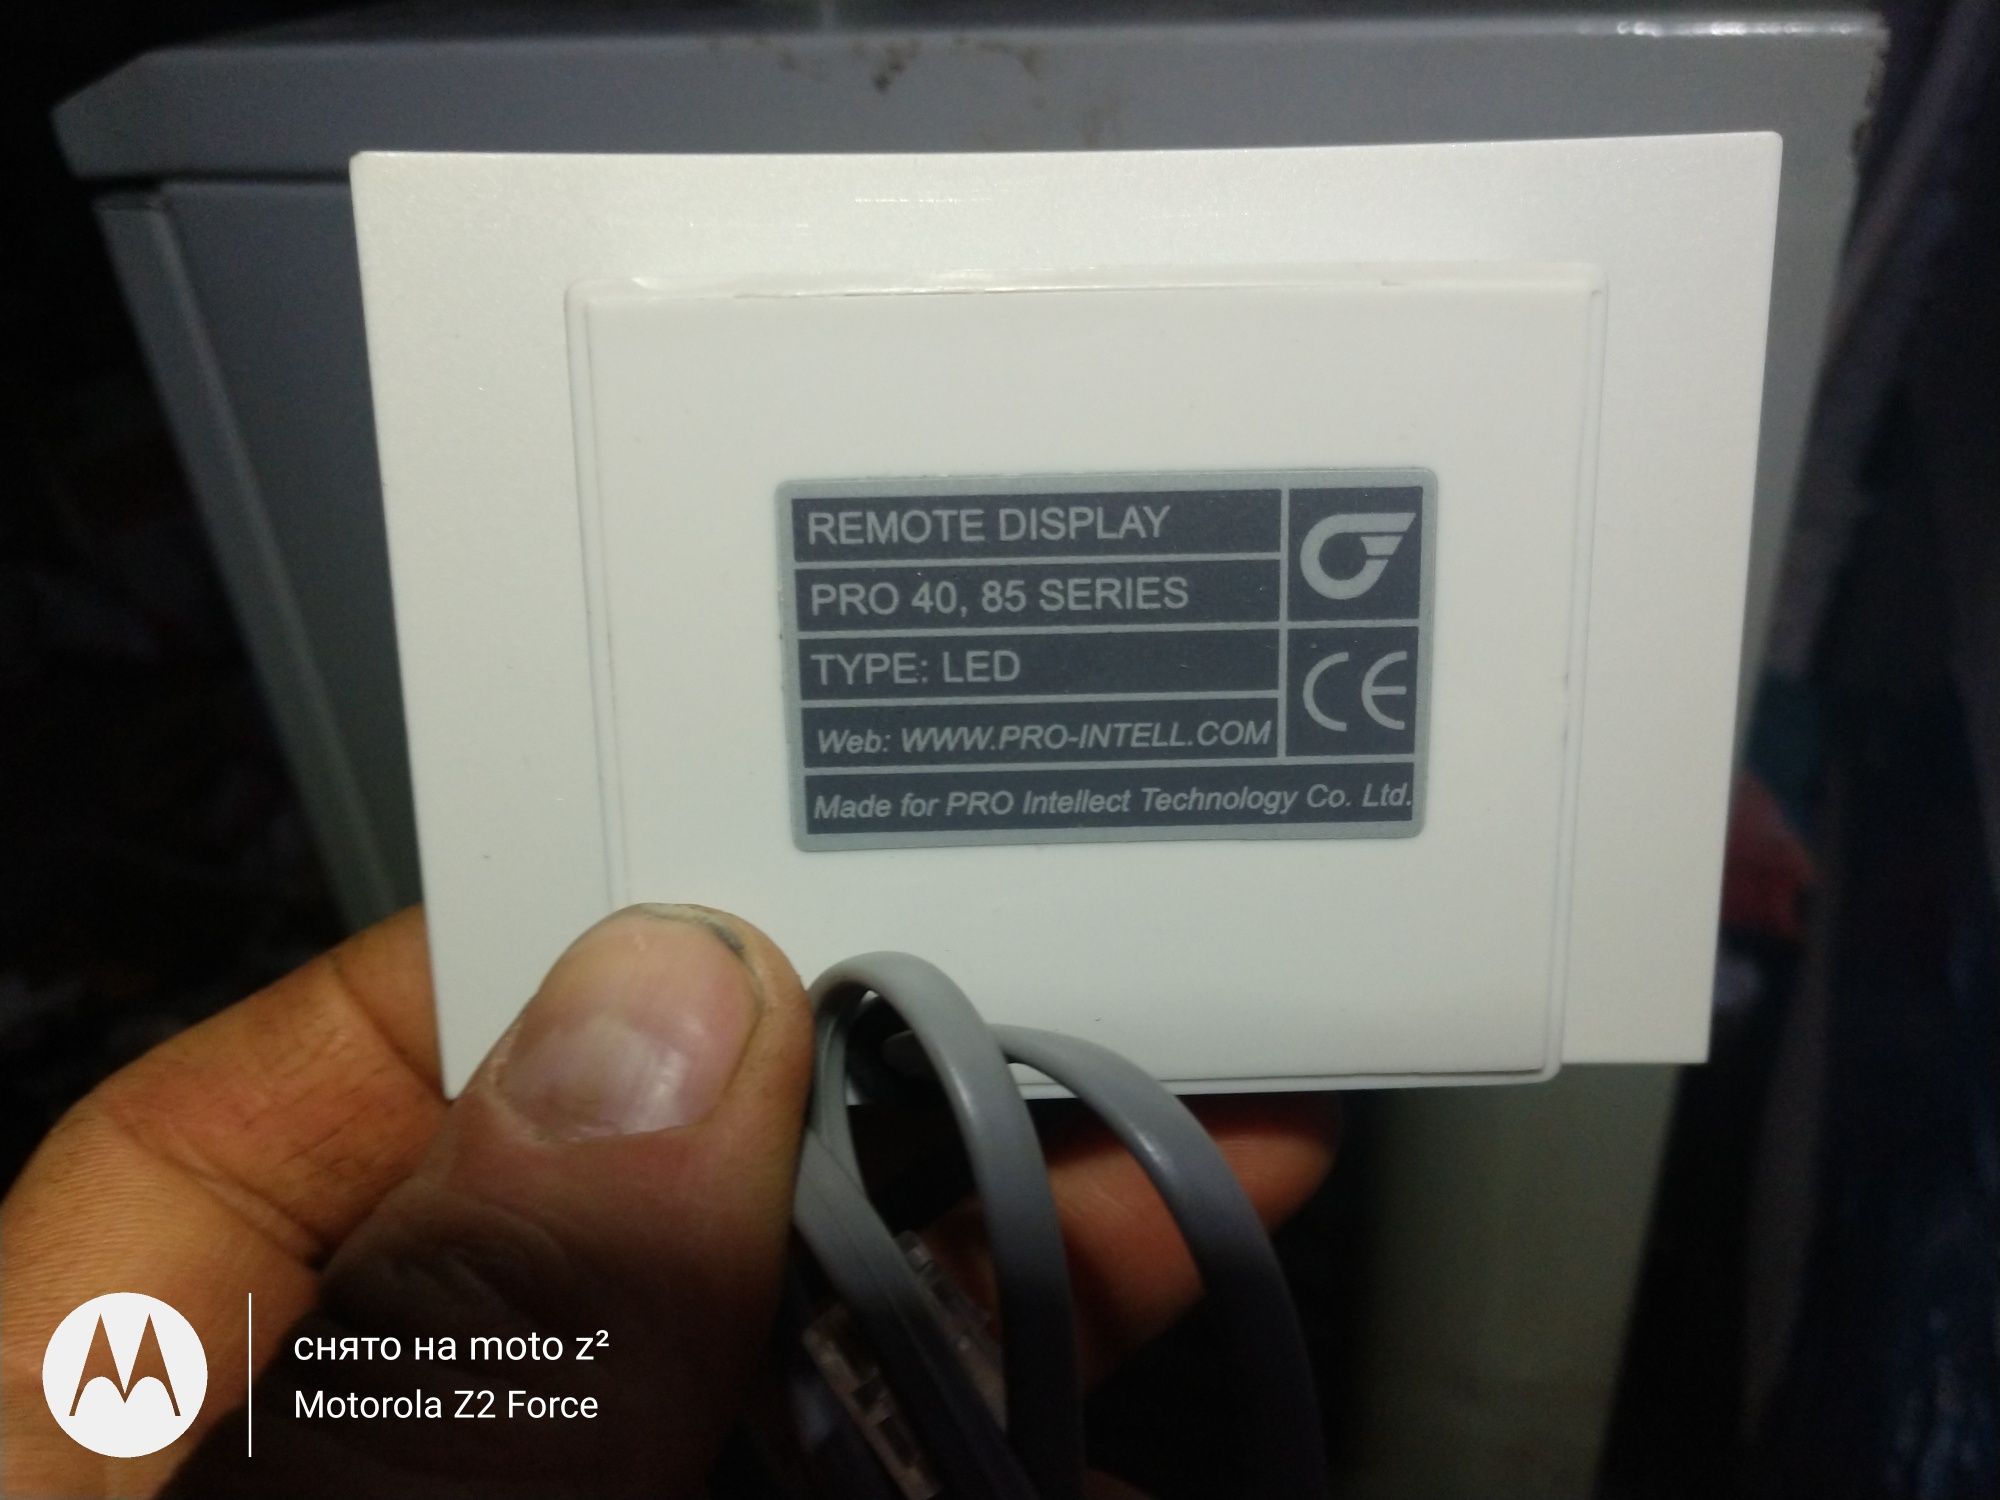 REMOTE DISPLAY
PRO 40, 85 SERIES
TYPE: LED
Web: WWW.PRO-INTELL.COM
CE
Made for PRO Intellect Technology Co. Ltd.
снято на moto z²
Motorola Z2 Force